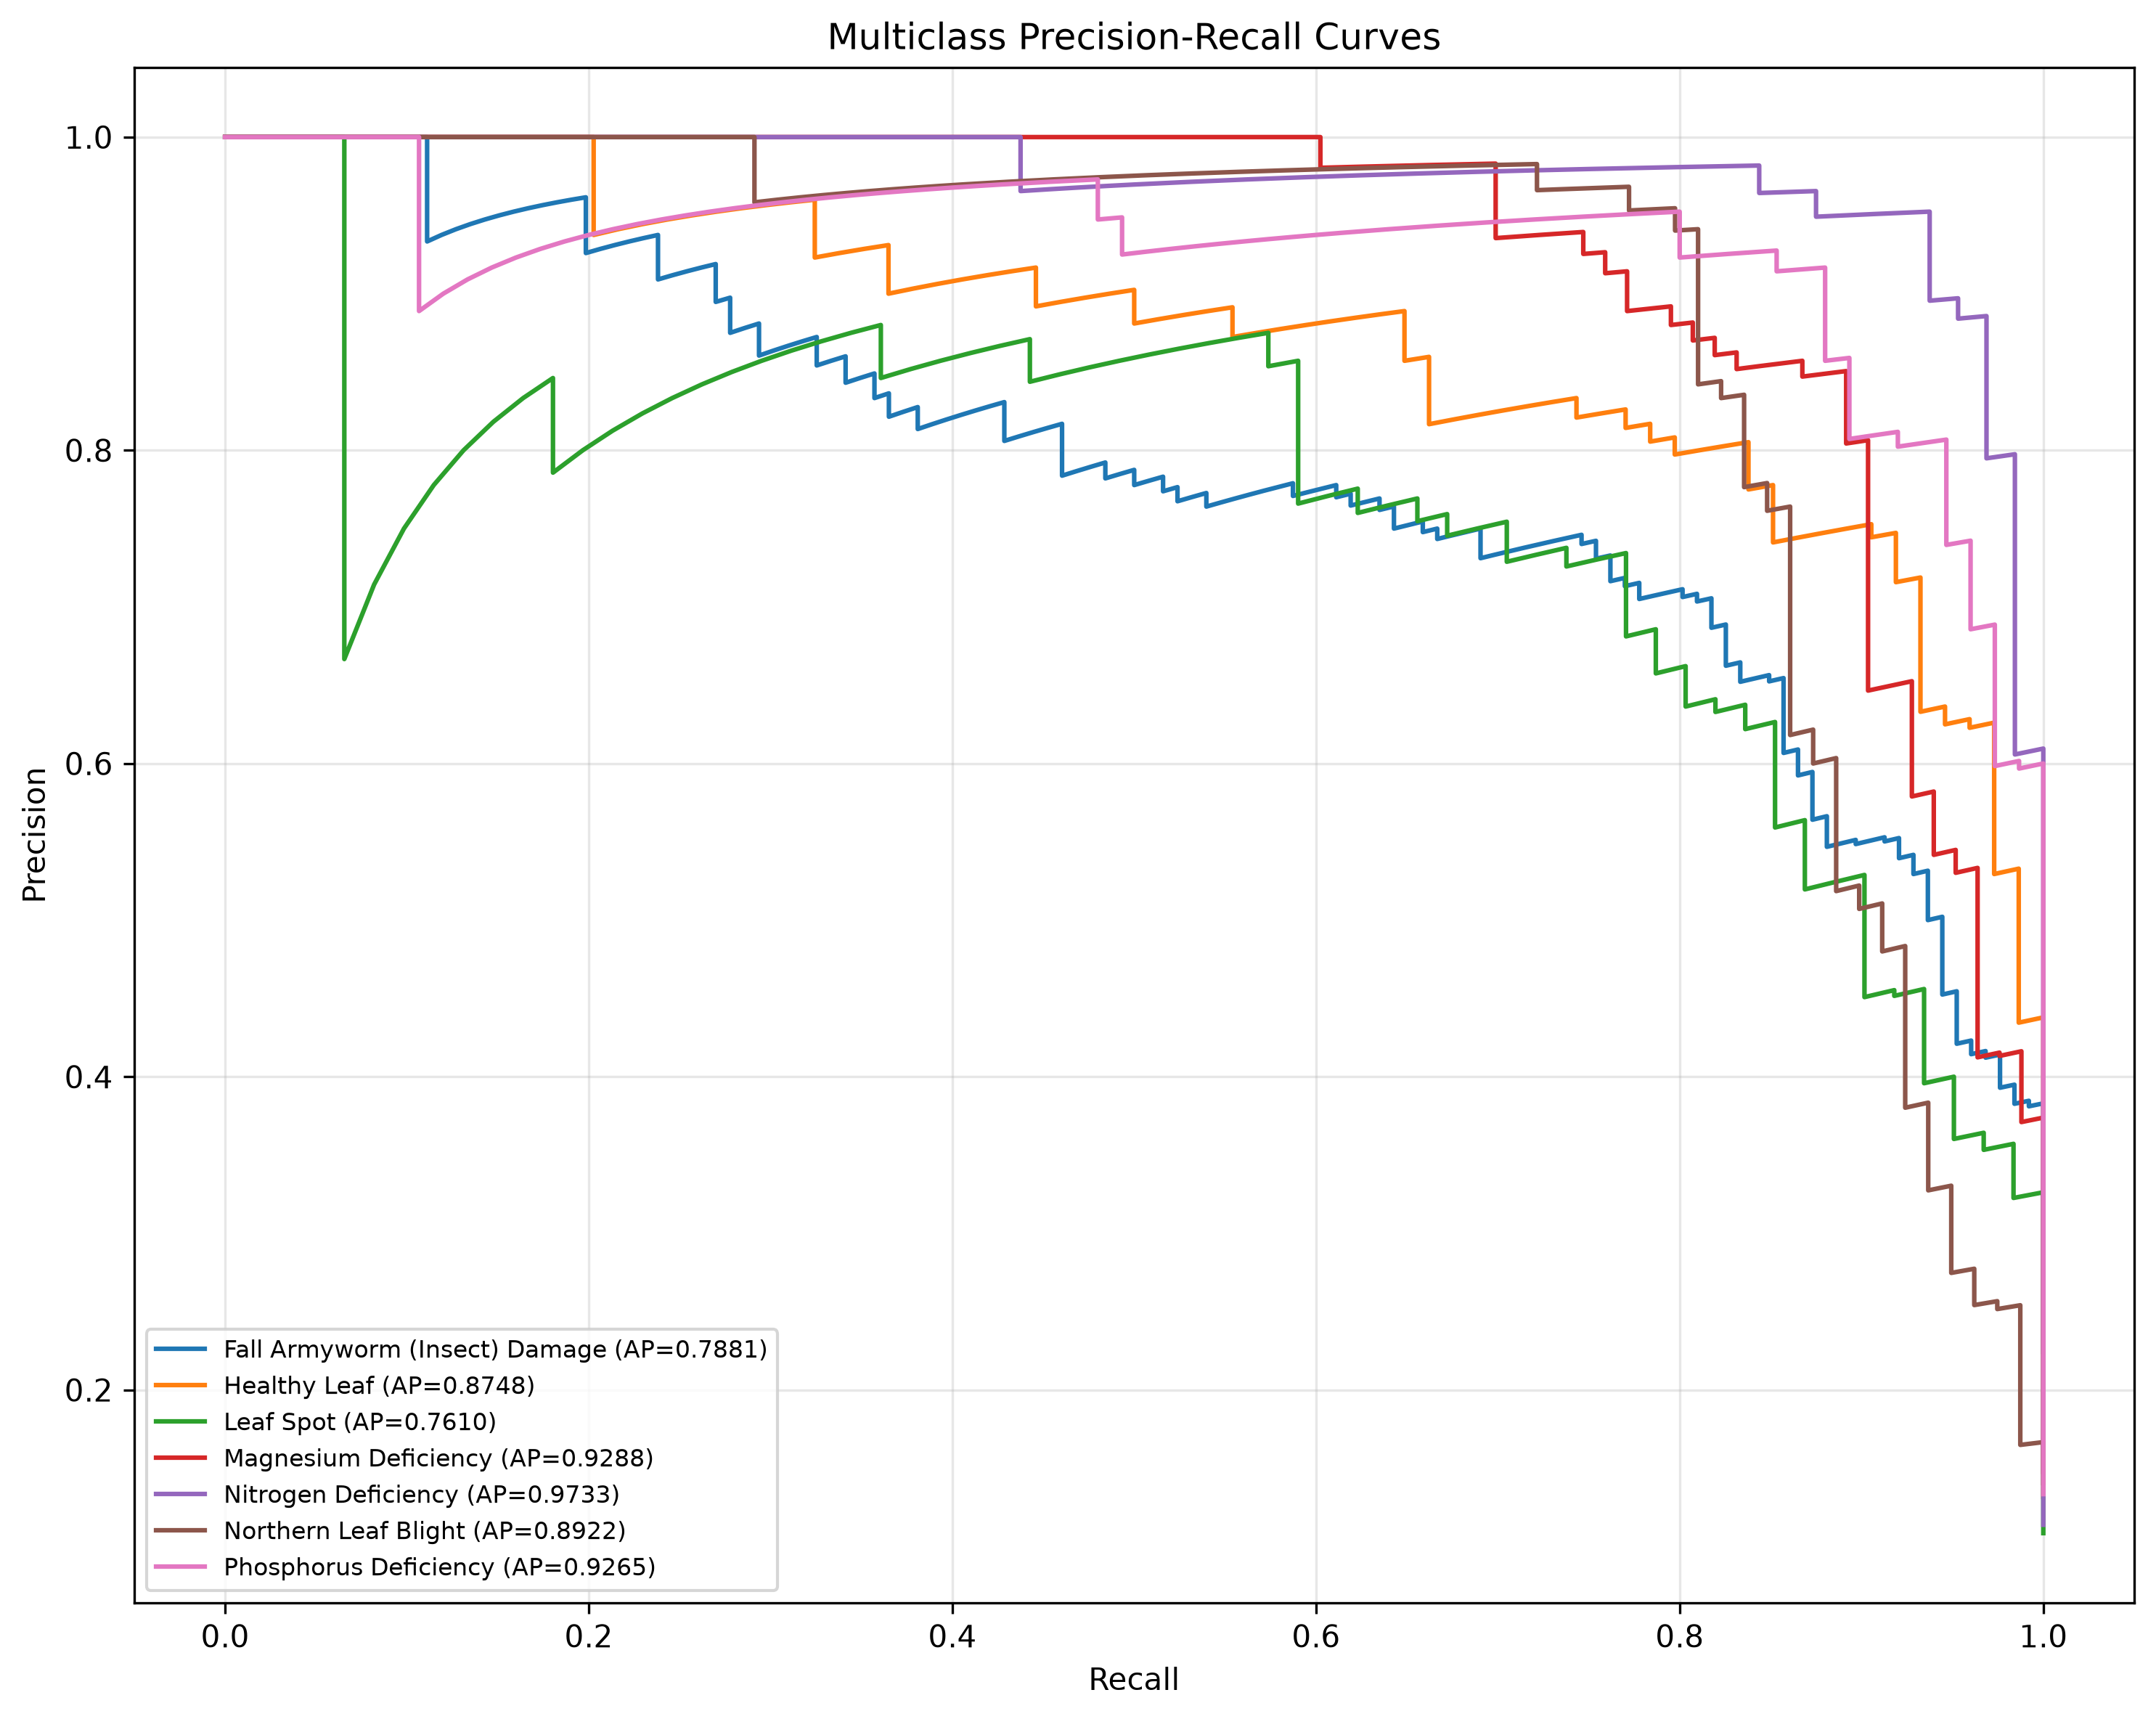 Multiclass Precision-Recall Curves
Precision
1.0
0.8
0.6
0.4
0.2
Fall Armyworm (Insect) Damage (AP=0.7881)
Healthy Leaf (AP=0.8748)
Leaf Spot (AP=0.7610)
Magnesium Deficiency (AP=0.9288)
Nitrogen Deficiency (AP=0.9733)
Northern Leaf Blight (AP=0.8922)
Phosphorus Deficiency (AP=0.9265)
0.0 0.2 0.4 0.6 0.8 1.0
Recall